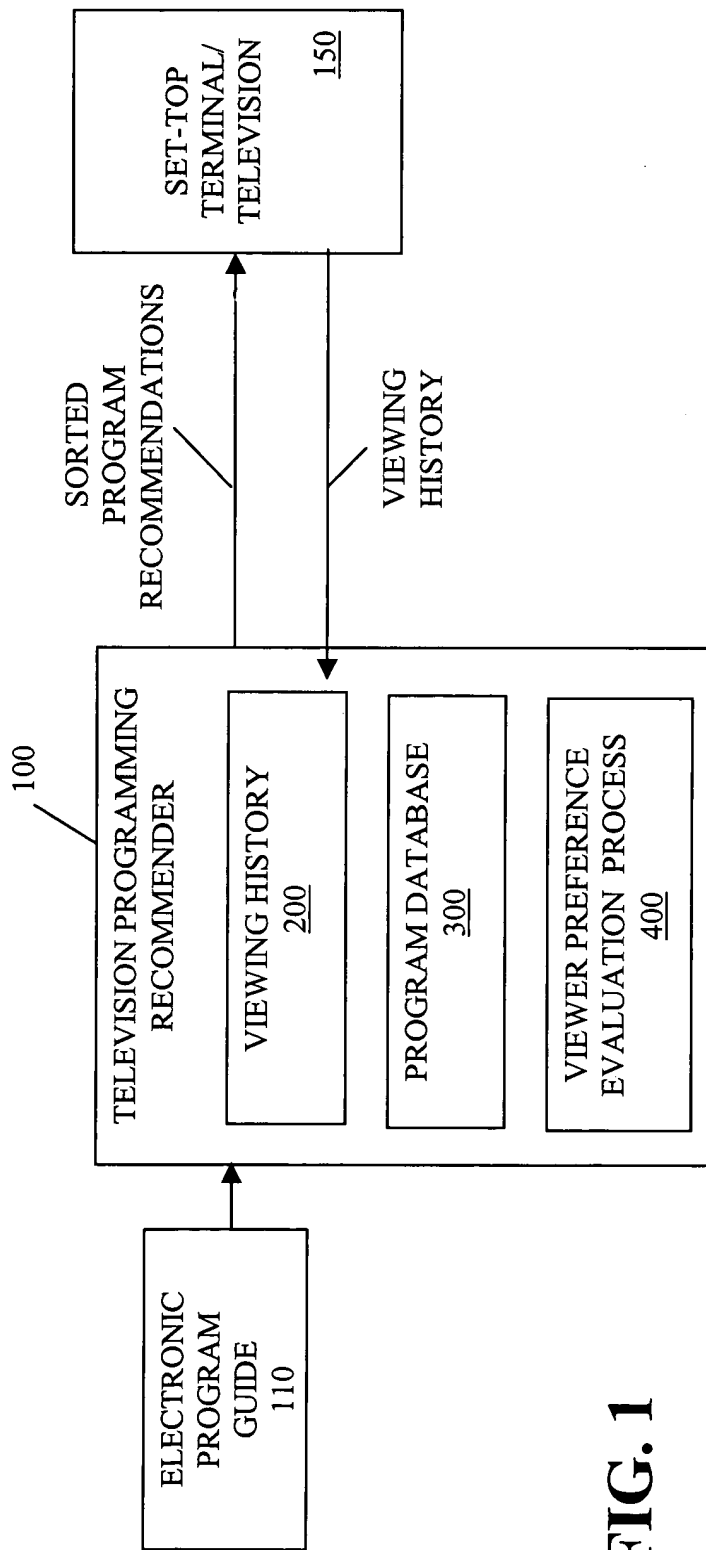 ELECTRONIC
PROGRAM
GUIDE
110
100
TELEVISION PROGRAMMING
RECOMMENDER
VIEWING HISTORY
200
PROGRAM DATABASE
300
VIEWER PREFERENCE
EVALUATION PROCESS
400
SORTED
PROGRAM
RECOMMENDATIONS
VIEWING
HISTORY
SET-TOP
TERMINAL/
TELEVISION
150
FIG. 1